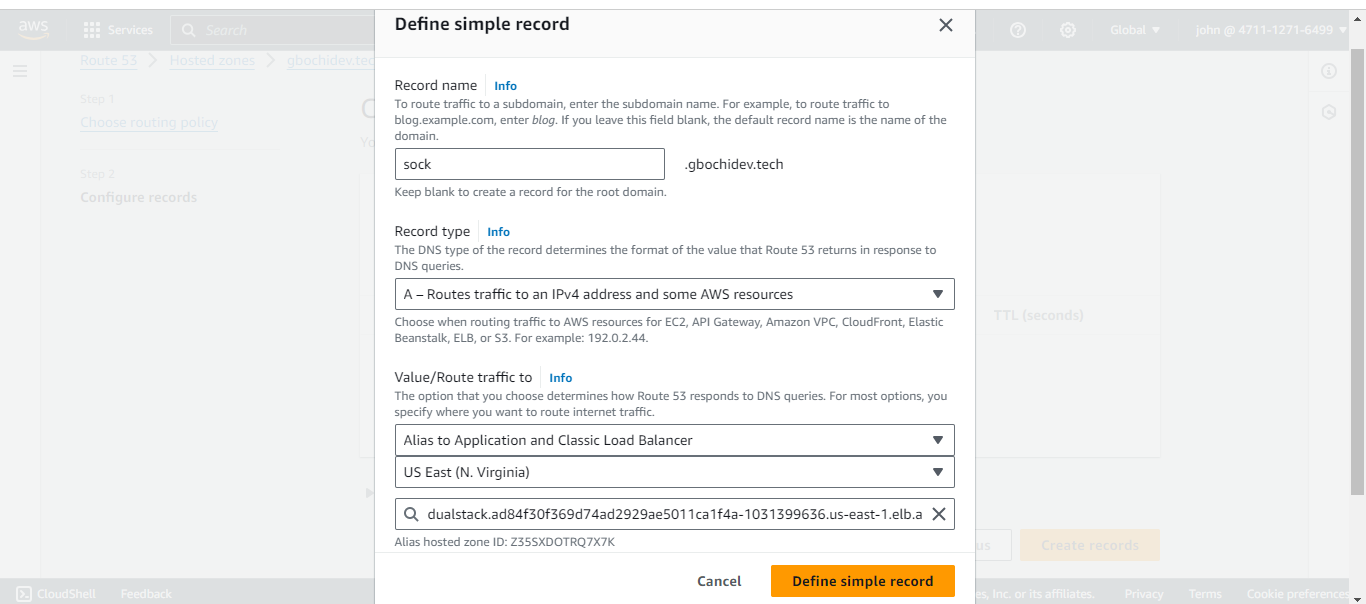 Define simple record
aws
Services
Search
Global
john @ 4711-1271-6499
Route 53
Hosted zones
Step 1
Choose routing policy
Step 2
Configure records
Record name
Info
To route traffic to a subdomain, enter the subdomain name. For example, to route traffic to
blog.example.com, enter blog. If you leave this field blank, the default record name is the name of the
domain.
sock
.gbochidev.tech
Keep blank to create a record for the root domain.
Record type
Info
The DNS type of the record determines the format of the value that Route 53 returns in response to
DNS queries.
A – Routes traffic to an IPv4 address and some AWS resources
Choose when routing traffic to AWS resources for EC2, API Gateway, Amazon VPC, CloudFront, Elastic
Beanstalk, ELB, or S3. For example: 192.0.2.44.
TTL (seconds)
Value/Route traffic to
Info
The option that you choose determines how Route 53 responds to DNS queries. For most options, you
specify where you want to route internet traffic.
Alias to Application and Classic Load Balancer
US East (N. Virginia)
dualstack.ad84f30f369d74ad2929ae5011ca1f4a-1031399636.us-east-1.elb.a
Alias hosted zone ID: Z35SXDOTRQ7X7K
Create records
Cancel
Define simple record
CloudShell
Feedback
Inc. or its affiliates.
Privacy
Terms
Cookie preferences